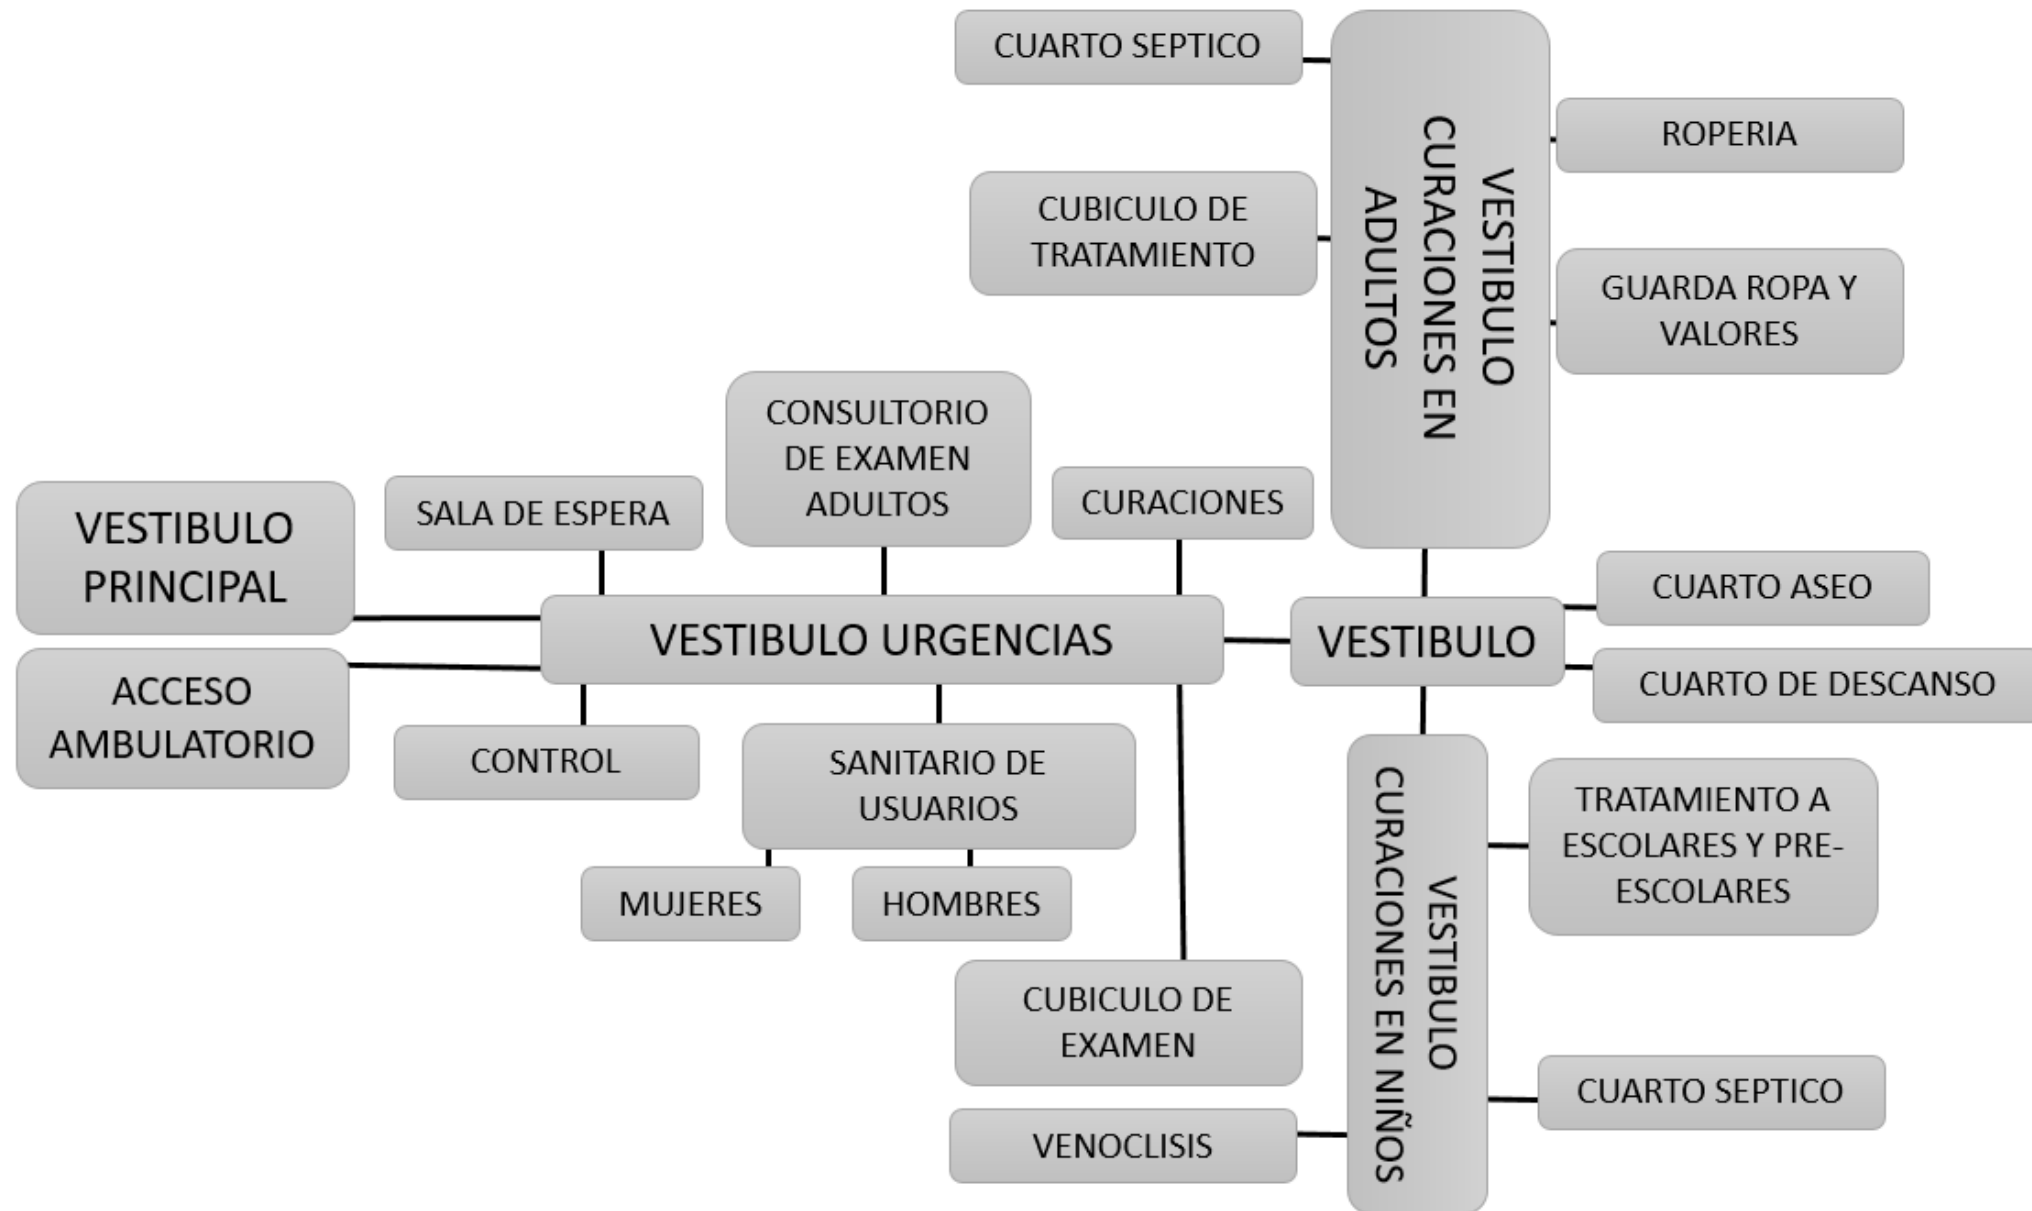 CUARTO SEPTICO
ROPERIA
CUBICULO DE
TRATAMIENTO
VESTIBULO
CURACIONES EN
ADULTOS
GUARDA ROPA Y
VALORES
CONSULTORIO
DE EXAMEN
ADULTOS
CURACIONES
SALA DE ESPERA
VESTIBULO
PRINCIPAL
CUARTO ASEO
VESTIBULO URGENCIAS
VESTIBULO
CUARTO DE DESCANSO
ACCESO
AMBULATORIO
CONTROL
SANITARIO DE
USUARIOS
MUJERES
HOMBRES
TRATAMIENTO A
ESCOLARES Y PRE-
ESCOLARES
VESTIBULO
CURACIONES EN NIÑOS
CUBICULO DE
EXAMEN
CUARTO SEPTICO
VENOCLISIS